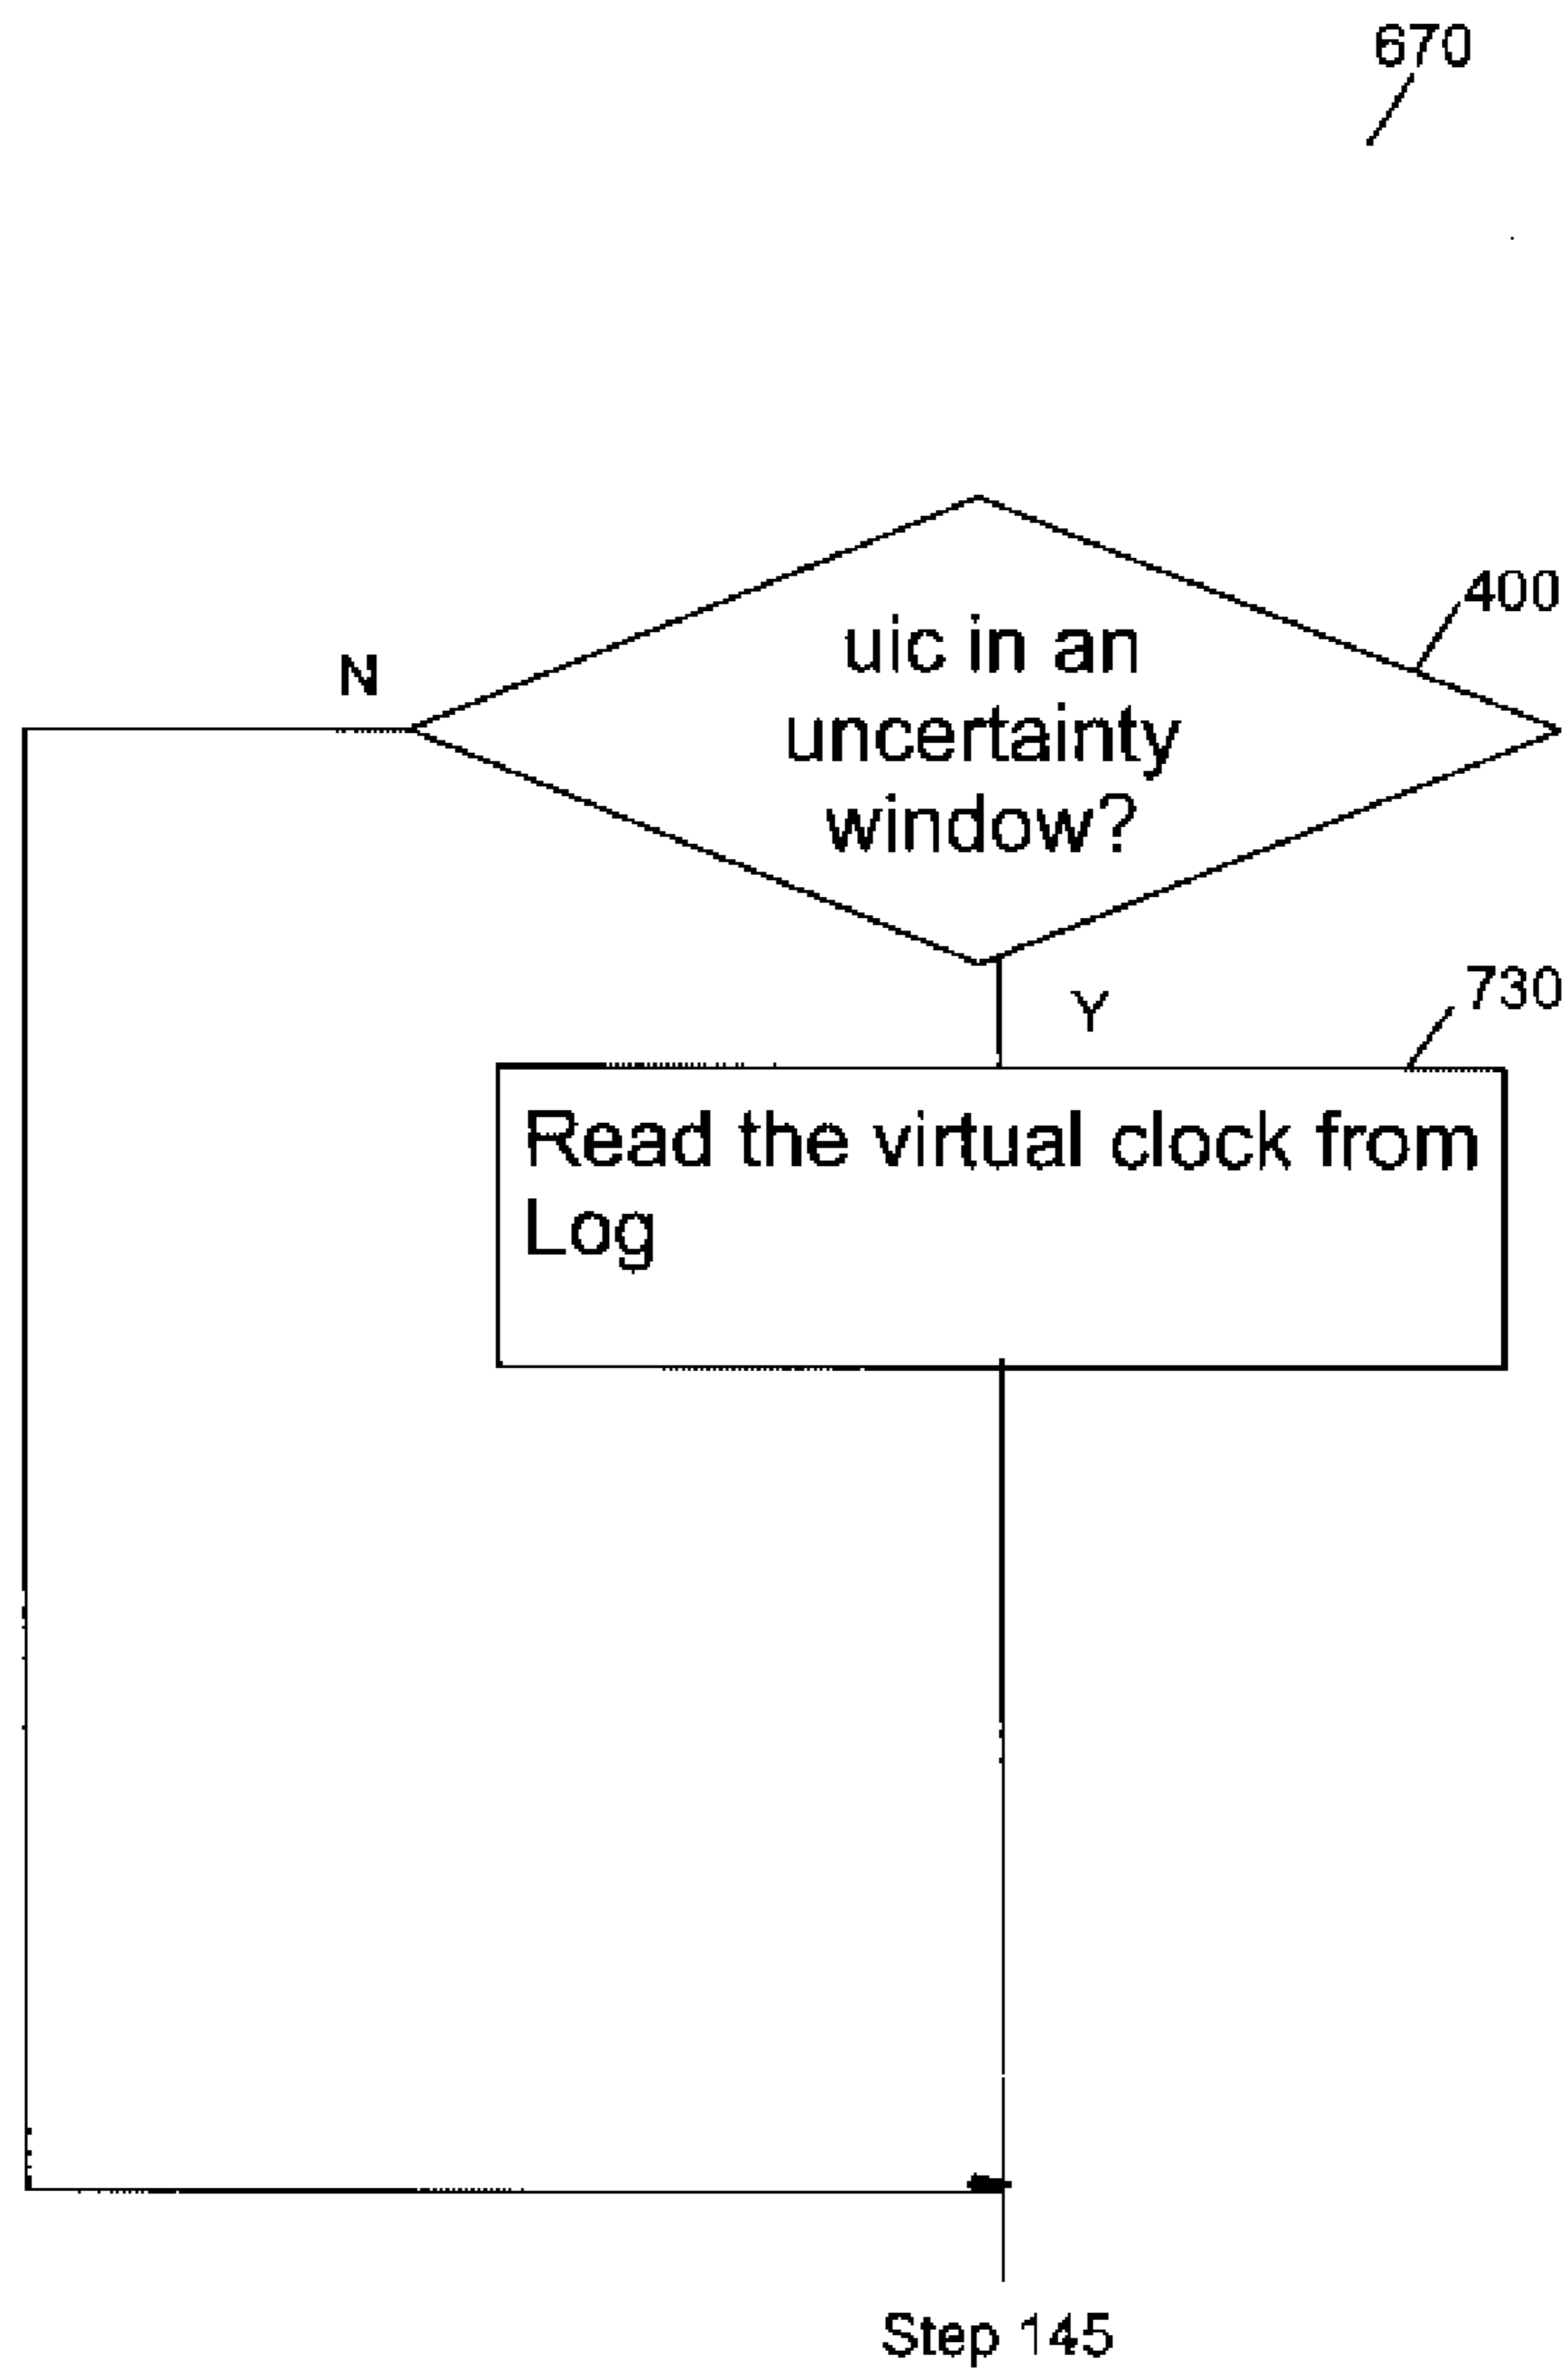 670
400
N
uic in an
uncertainty
window?
Y
730
Read the virtual clock from
Log
Step 145